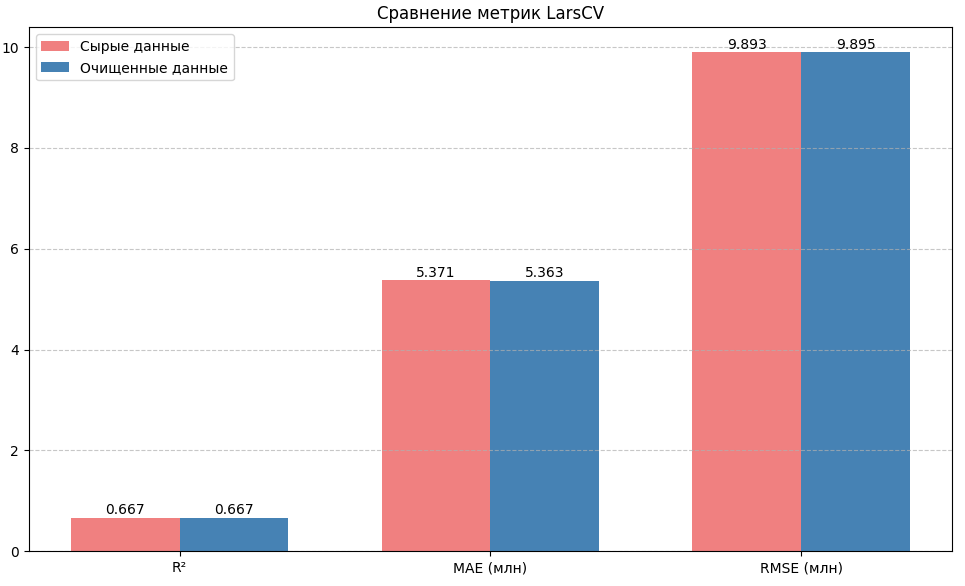 Сравнение метрик LarsCV
Сырые данные
Очищенные данные
10
8
6
4
2
0
0.667
0.667
5.371
5.363
9.893
9.895
R²
MAE (млн)
RMSE (млн)